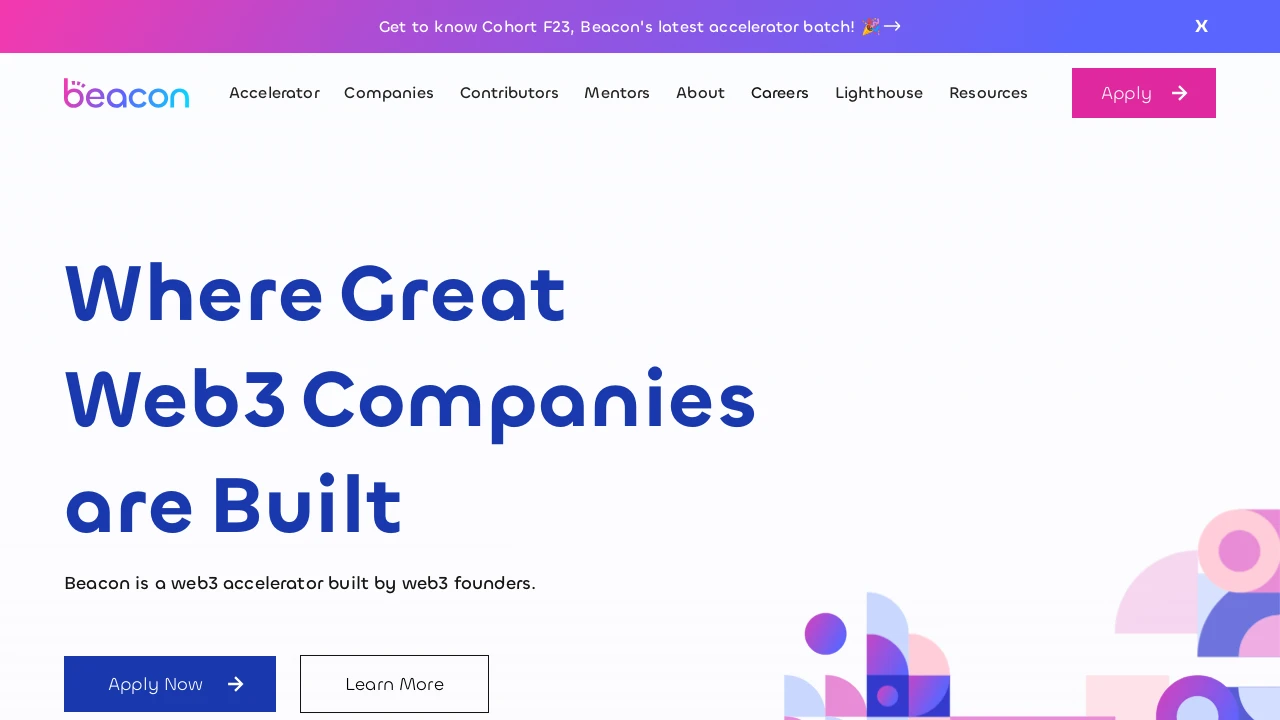 Get to know Cohort F23, Beacon's latest accelerator batch! 🎉→
X
beacon
Accelerator
Companies
Contributors
Mentors
About
Careers
Lighthouse
Resources
Apply →
Where Great
Web3 Companies
are Built
Beacon is a web3 accelerator built by web3 founders.
Apply Now →
Learn More